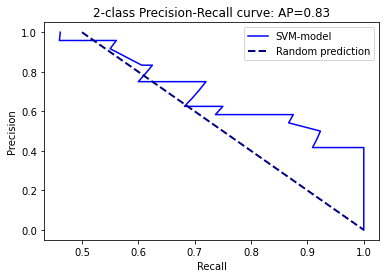 2-class Precision-Recall curve: AP=0.83
SVM-model
Random prediction
Precision
1.0
0.8
0.6
0.4
0.2
0.0
0.5 0.6 0.7 0.8 0.9 1.0
Recall